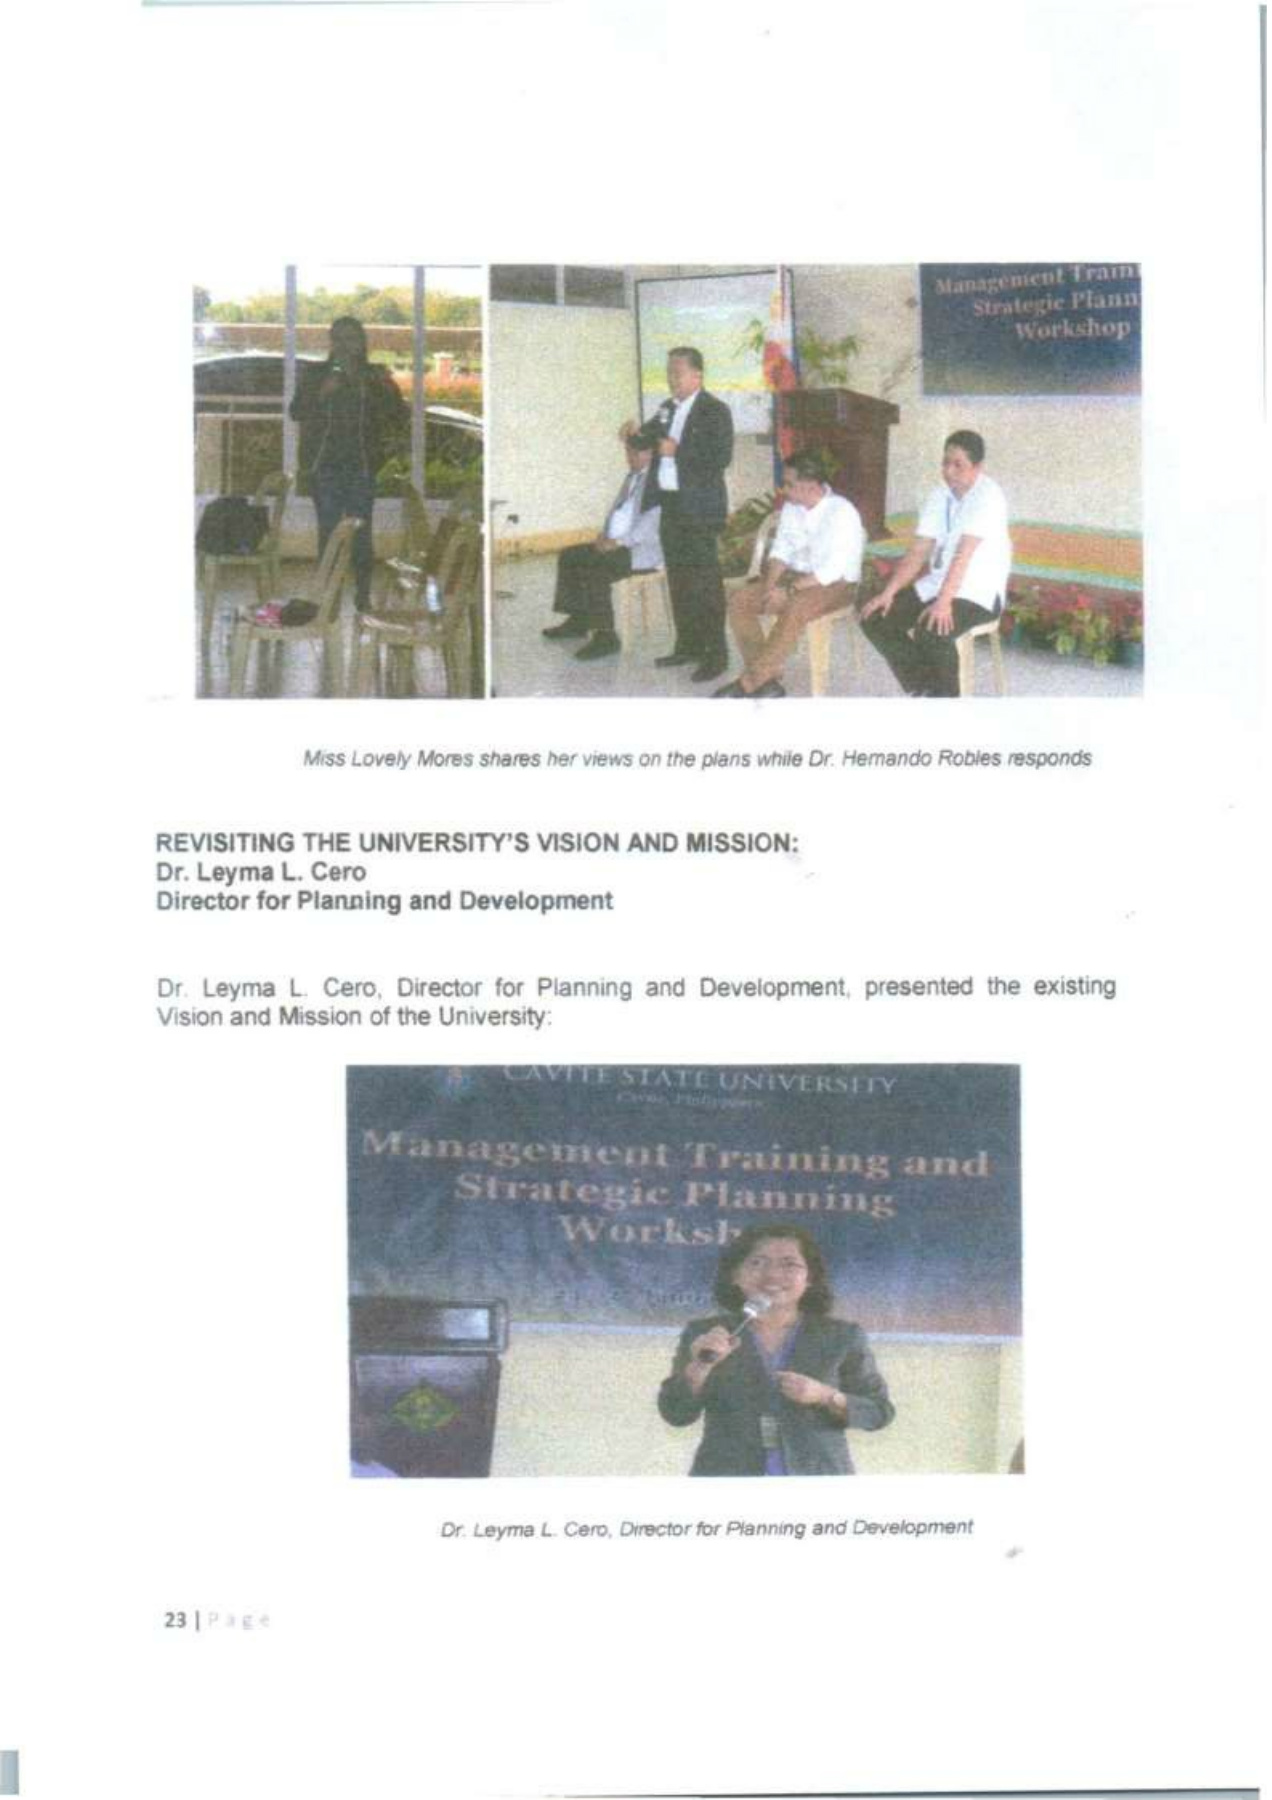 Management Traini
Strategic Plann
Workshop
Miss Lovely Mores shares her views on the plans while Dr. Hernando Robles responds
REVISITING THE UNIVERSITY'S VISION AND MISSION:
Dr. Leyma L. Cero
Director for Planning and Development
Dr. Leyma L. Cero, Director for Planning and Development, presented the existing
Vision and Mission of the University:
CAVITE STATE UNIVERSITY
Cavite, Philippines
Management Training and
Strategic Planning
Worksh
Dr. Leyma L. Cero, Director for Planning and Development
23 | Page